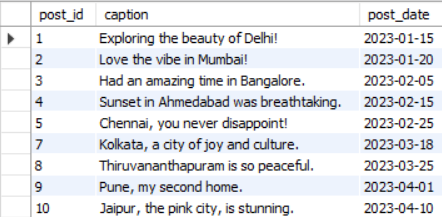 post_id caption post_date
1 Exploring the beauty of Delhi! 2023-01-15
2 Love the vibe in Mumbai! 2023-01-20
3 Had an amazing time in Bangalore. 2023-02-05
4 Sunset in Ahmedabad was breathtaking. 2023-02-15
5 Chennai, you never disappoint! 2023-02-25
7 Kolkata, a city of joy and culture. 2023-03-18
8 Thiruvananthapuram is so peaceful. 2023-03-25
9 Pune, my second home. 2023-04-01
10 Jaipur, the pink city, is stunning. 2023-04-10